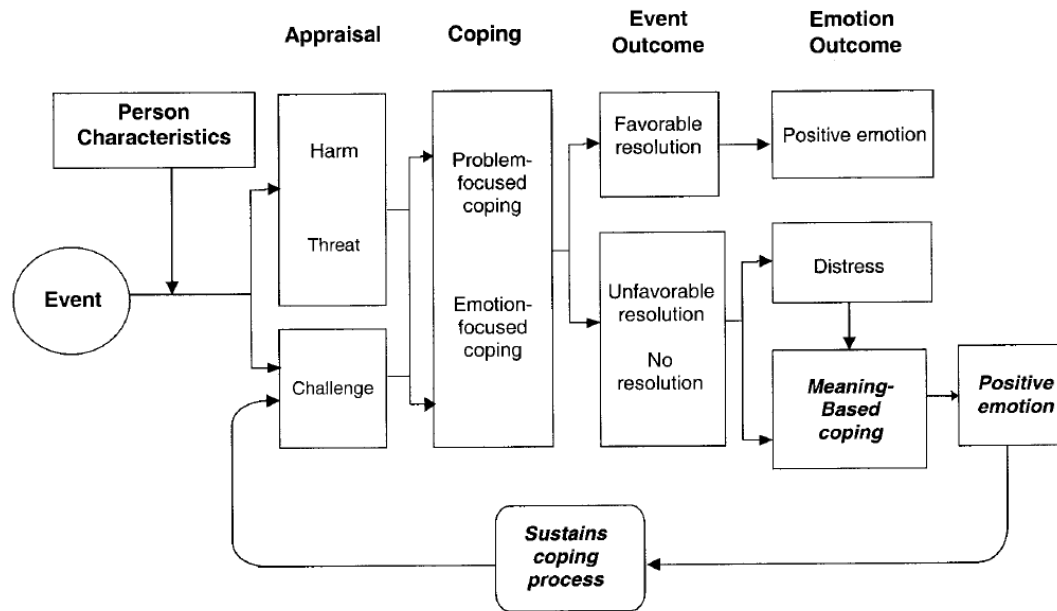 Appraisal
Coping
Event
Outcome
Emotion
Outcome
Person
Characteristics
Event
Harm
Threat
Challenge
Problem-
focused
coping
Emotion-
focused
coping
Favorable
resolution
Unfavorable
resolution
No
resolution
Positive emotion
Distress
Meaning-
Based
coping
Positive
emotion
Sustains
coping
process